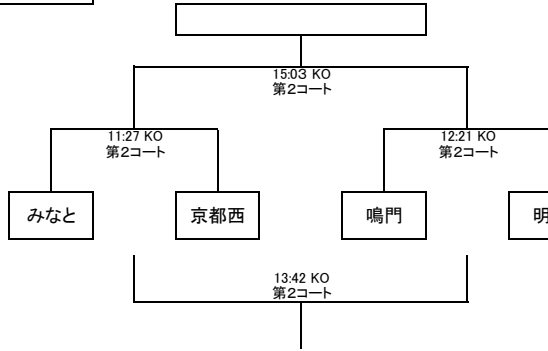 15:03 KO
第2コート
11:27 KO
第2コート
12:21 KO
第2コート
みなと
京都西
鳴門
明
13:42 KO
第2コート